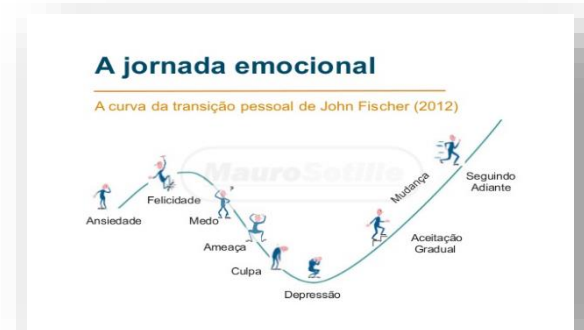 A jornada emocional
A curva da transição pessoal de John Fischer (2012)
MauroSotille
Ansiedade
Felicidade
Medo
Ameaça
Culpa
Depressão
Mudança
Aceitação
Gradual
Seguindo
Adiante